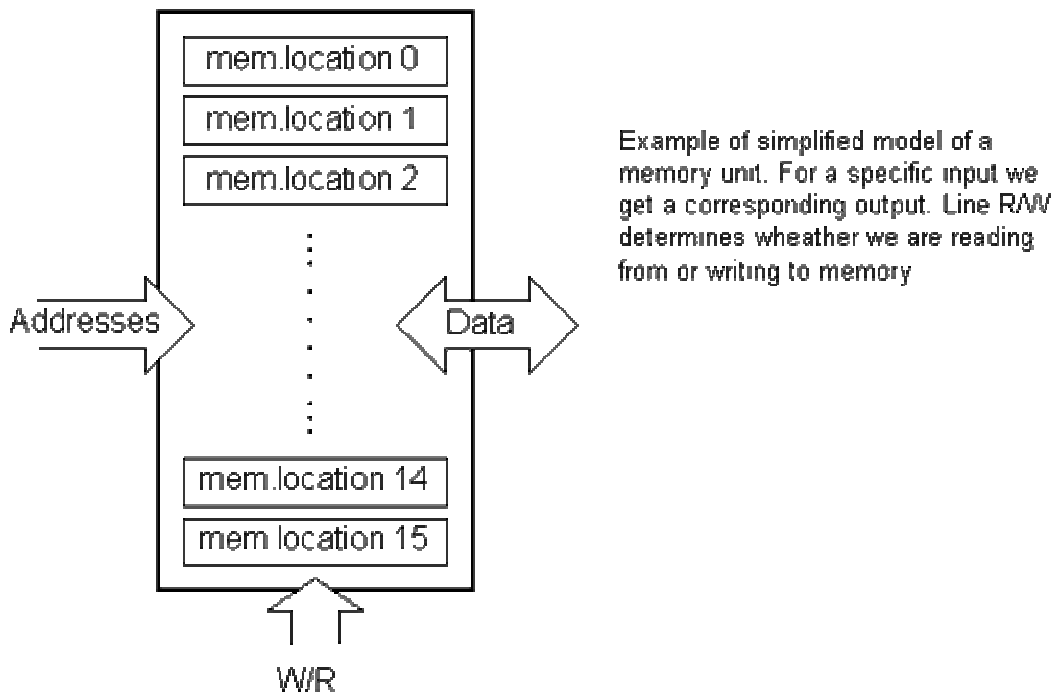 mem.location 0
mem.location 1
mem.location 2
Example of simplified model of a
memory unit. For a specific input we
get a corresponding output. Line R/W
determines wheather we are reading
from or writing to memory
Addresses
Data
mem.location 14
mem location 15
W/R